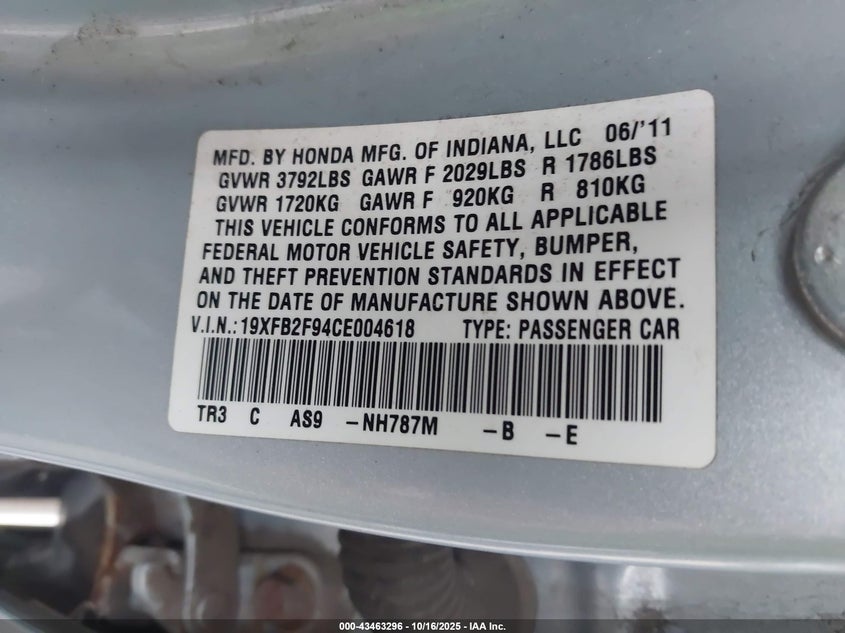 MFD. BY HONDA MFG. OF INDIANA, LLC 06/'11
GVWR 3792LBS GAWR F 2029LBS R 1786LBS
GVWR 1720KG GAWR F 920KG R 810KG
THIS VEHICLE CONFORMS TO ALL APPLICABLE
FEDERAL MOTOR VEHICLE SAFETY, BUMPER,
AND THEFT PREVENTION STANDARDS IN EFFECT
ON THE DATE OF MANUFACTURE SHOWN ABOVE.
V.I.N.:19XFB2F94CE004618 TYPE: PASSENGER CAR
TR3 C AS9 -NH787M -B -E
000-43463296 - 10/16/2025 - IAA Inc.